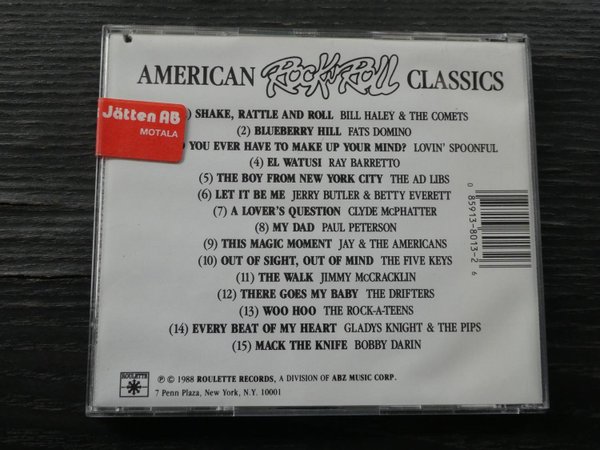 AMERICAN ROCK N ROLL CLASSICS
Jätten AB
MOTALA
) SHAKE, RATTLE AND ROLL BILL HALEY & THE COMETS
(2) BLUEBERRY HILL FATS DOMINO
YOU EVER HAVE TO MAKE UP YOUR MIND? LOVIN' SPOONFUL
(4) EL WATUSI RAY BARRETTO
(5) THE BOY FROM NEW YORK CITY THE AD LIBS
(6) LET IT BE ME JERRY BUTLER & BETTY EVERETT
(7) A LOVER'S QUESTION CLYDE McPHATTER
(8) MY DAD PAUL PETERSON
(9) THIS MAGIC MOMENT JAY & THE AMERICANS
(10) OUT OF SIGHT, OUT OF MIND THE FIVE KEYS
(11) THE WALK JIMMY McCRACKLIN
(12) THERE GOES MY BABY THE DRIFTERS
(13) WOO HOO THE ROCK-A-TEENS
(14) EVERY BEAT OF MY HEART GLADYS KNIGHT & THE PIPS
(15) MACK THE KNIFE BOBBY DARIN
0 85913-8013-2 6
ROULETTE
℗ © 1988 ROULETTE RECORDS, A DIVISION OF ABZ MUSIC CORP.
7 Penn Plaza, New York, N.Y. 10001